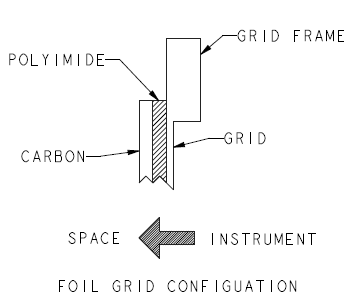 GRID FRAME
POLYIMIDE
GRID
CARBON
SPACE INSTRUMENT
FOIL GRID CONFIGUATION